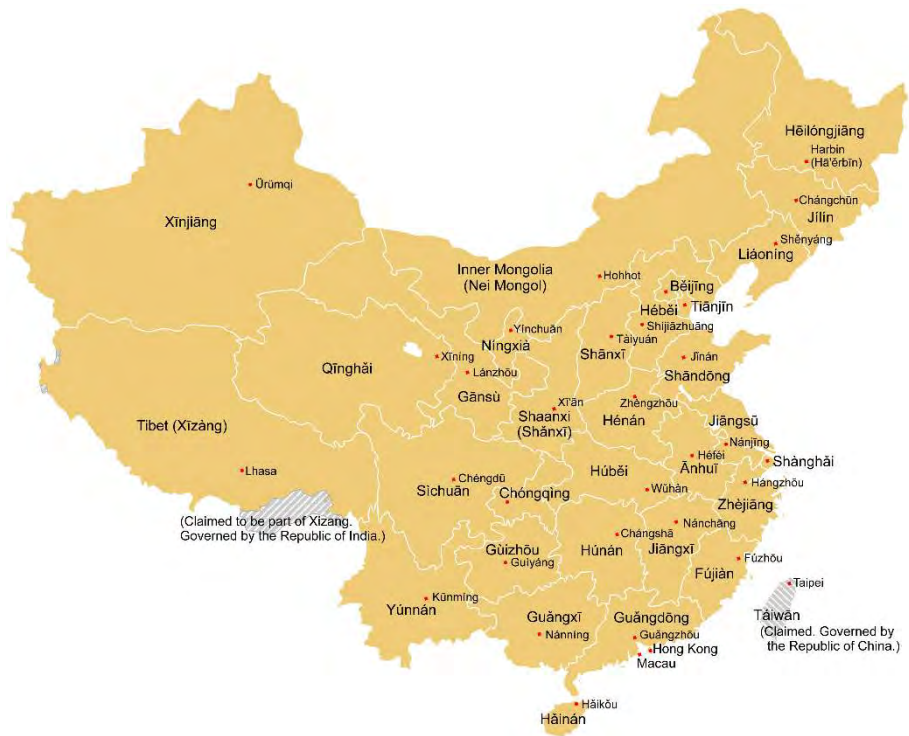 Hēilóngjiāng
Harbin
(Hā'ěrbīn)
Ürümqi
Chángchūn
Jílín
Xīnjiāng
Shěnyáng
Liáoníng
Inner Mongolia
(Nei Mongol)
Hohhot
Běijīng
Tiānjīn
Héběi
Shíjiāzhuāng
Yínchuān
Níngxià
Tàiyuán
Shānxī
Xīníng
Jǐnán
Qīnghǎi
Lánzhōu
Shāndōng
Gānsù
Xī'ān
Zhèngzhōu
Shaanxi
(Shǎnxī)
Hénán
Jiāngsū
Tibet (Xīzàng)
Nánjīng
Héféi
Shànghǎi
Ānhuī
Lhasa
Chéngdū
Sìchuān
Húběi
Hángzhōu
Chóngqìng
Wǔhàn
Zhèjiāng
(Claimed to be part of Xizang.
Governed by the Republic of India.)
Nánchāng
Chángshā
Gùizhōu
Húnán
Jiāngxī
Guìyáng
Fúzhōu
Fújiàn
Taipei
Kūnmíng
Yúnnán
Guǎngxī
Guǎngdōng
Táiwān
(Claimed. Governed by
the Republic of China.)
Nánníng
Guǎngzhōu
Hong Kong
Macau
Hǎikǒu
Hǎinán